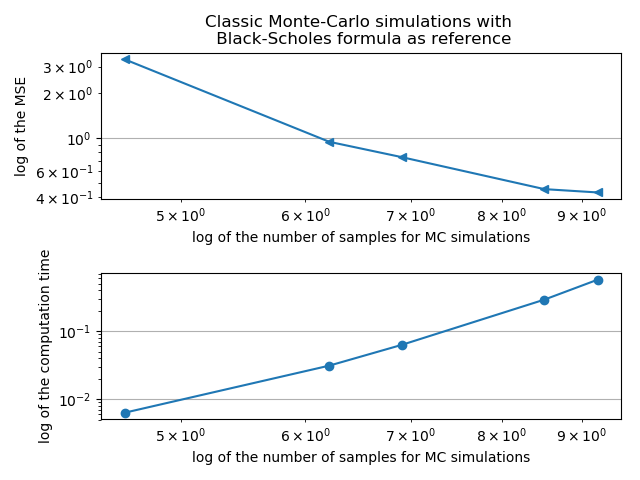 Classic Monte-Carlo simulations with
Black-Scholes formula as reference
log of the MSE
3 × 10⁰
2 × 10⁰
10⁰
6 × 10⁻¹
4 × 10⁻¹
5 × 10⁰ 6 × 10⁰ 7 × 10⁰ 8 × 10⁰ 9 × 10⁰
log of the number of samples for MC simulations
log of the computation time
10⁻¹
10⁻²
5 × 10⁰ 6 × 10⁰ 7 × 10⁰ 8 × 10⁰ 9 × 10⁰
log of the number of samples for MC simulations